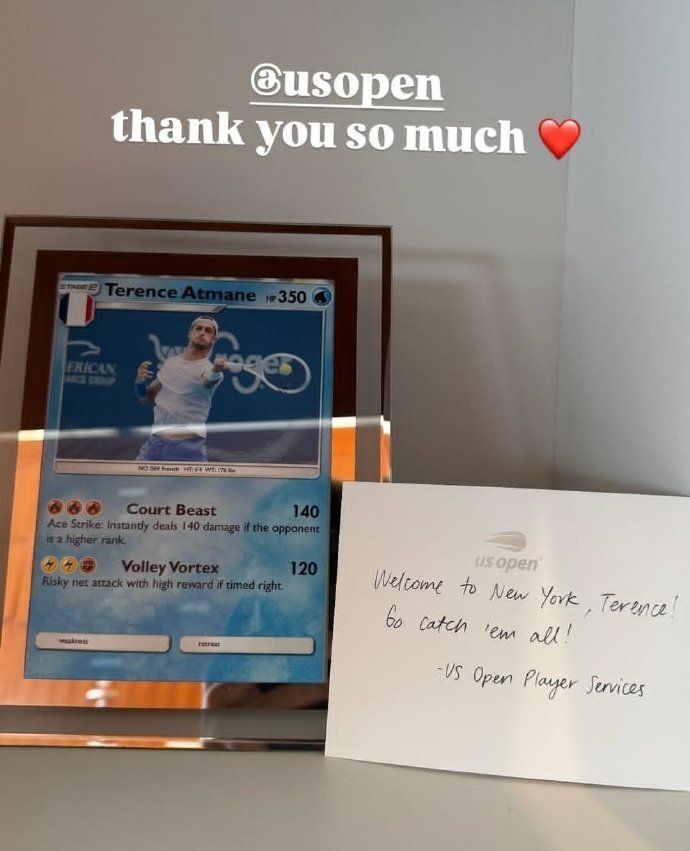 @usopen
thank you so much ❤️
STAGE 2
Terence Atmane HP 350
ERICAN
ANCE GROUP
NO. 069 French HT: 6'4 WT: 176 lbs.
Court Beast 140
Ace Strike: Instantly deals 140 damage if the opponent
is a higher rank.
Volley Vortex 120
Risky net attack with high reward if timed right.
weakness
retreat
us open
Welcome to New York, Terence!
Go catch 'em all!
-US Open Player Services